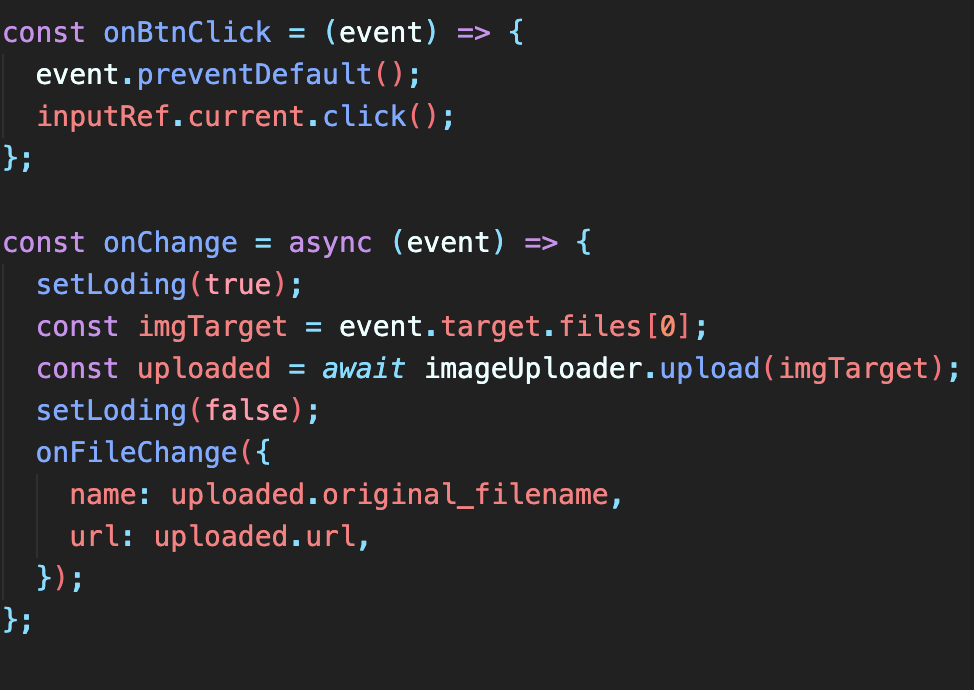 const onBtnClick = (event) => {
  event.preventDefault();
  inputRef.current.click();
};

const onChange = async (event) => {
  setLoding(true);
  const imgTarget = event.target.files[0];
  const uploaded = await imageUploader.upload(imgTarget);
  setLoding(false);
  onFileChange({
    name: uploaded.original_filename,
    url: uploaded.url,
  });
};